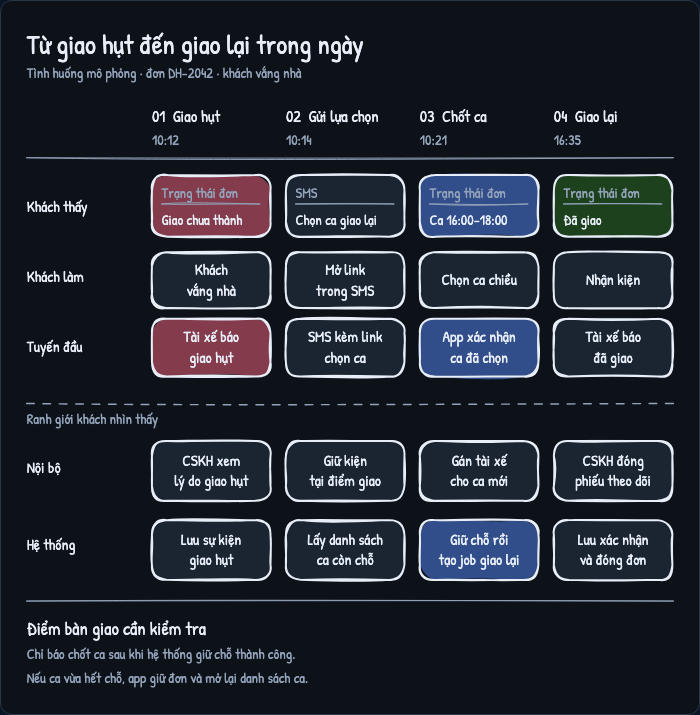 Từ giao hụt đến giao lại trong ngày
Tình huống mô phỏng · đơn DH-2042 · khách vắng nhà
01 Giao hụt
10:12
02 Gửi lựa chọn
10:14
03 Chốt ca
10:21
04 Giao lại
16:35
Khách thấy
Trạng thái đơn
Giao chưa thành
SMS
Chọn ca giao lại
Trạng thái đơn
Ca 16:00–18:00
Trạng thái đơn
Đã giao
Khách làm
Khách
vắng nhà
Mở link
trong SMS
Chọn ca chiều
Nhận kiện
Tuyến đầu
Tài xế báo
giao hụt
SMS kèm link
chọn ca
App xác nhận
ca đã chọn
Tài xế báo
đã giao
Ranh giới khách nhìn thấy
Nội bộ
CSKH xem
lý do giao hụt
Giữ kiện
tại điểm giao
Gán tài xế
cho ca mới
CSKH đóng
phiếu theo dõi
Hệ thống
Lưu sự kiện
giao hụt
Lấy danh sách
ca còn chỗ
Giữ chỗ rồi
tạo job giao lại
Lưu xác nhận
và đóng đơn
Điểm bàn giao cần kiểm tra
Chỉ báo chốt ca sau khi hệ thống giữ chỗ thành công.
Nếu ca vừa hết chỗ, app giữ đơn và mở lại danh sách ca.